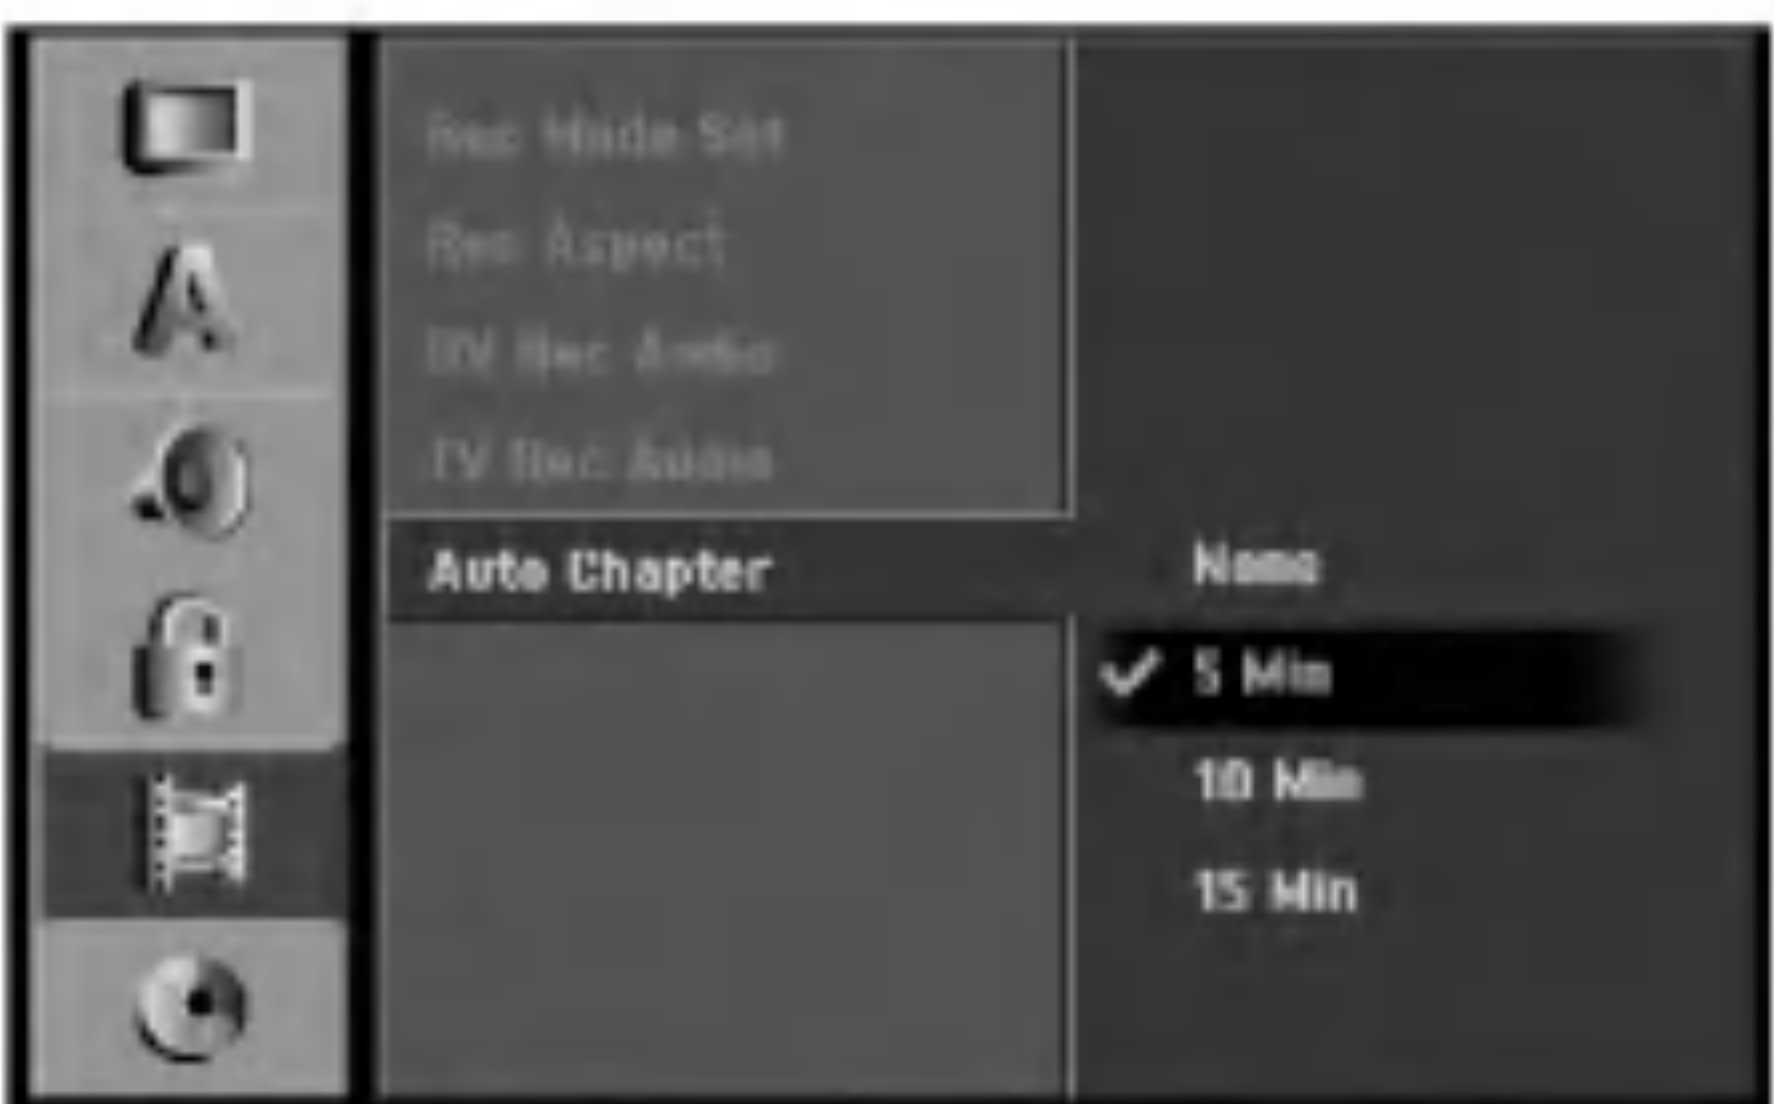 Rec Mode Set
Rec Aspect
DV Rec Audio
TV Rec Audio
Auto Chapter
None
5 Min
10 Min
15 Min